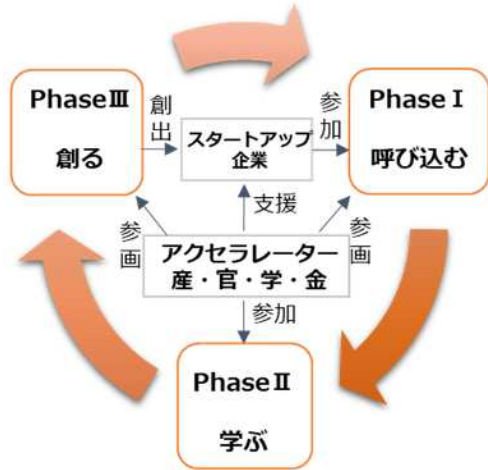 PhaseⅢ
創る
創出
スタートアップ
企業
参加
PhaseⅠ
呼び込む
支援
参画
アクセラレーター
産・官・学・金
参画
参加
PhaseⅡ
学ぶ